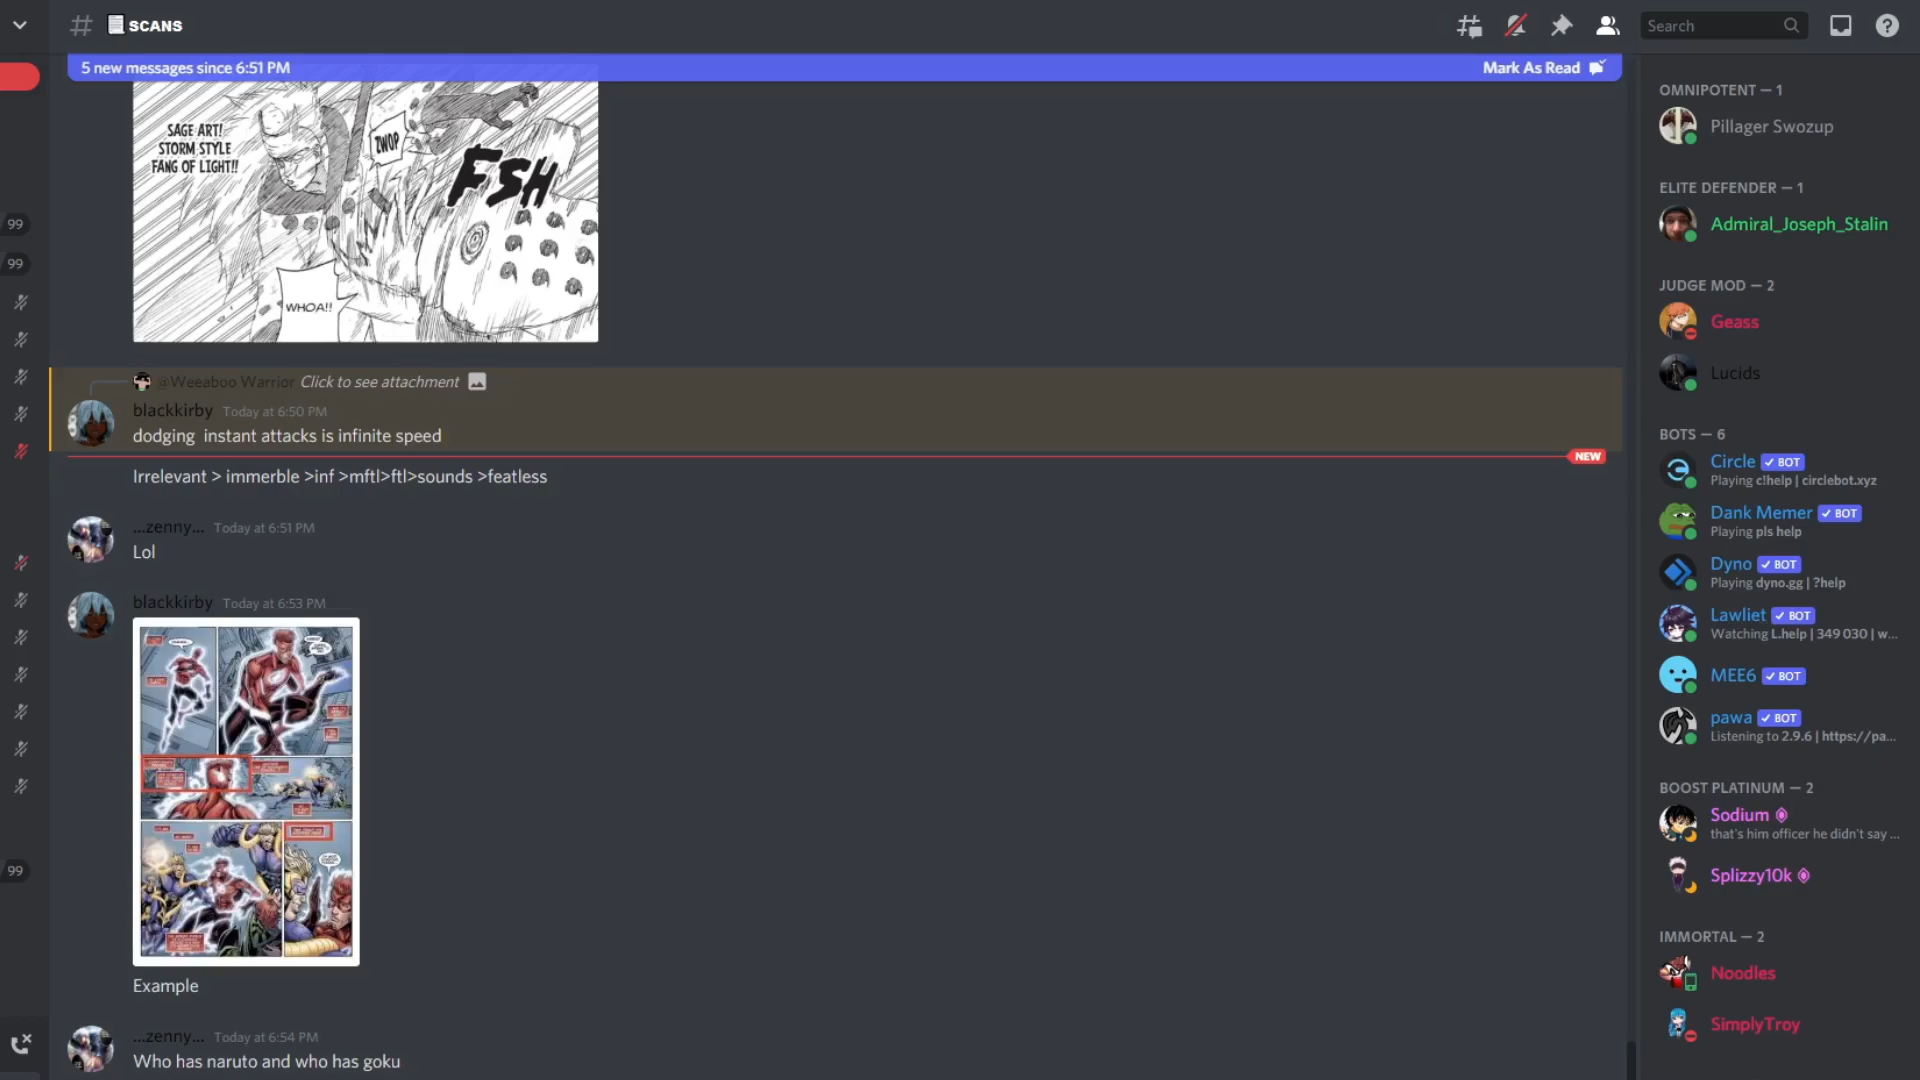 SCANS
Search
5 new messages since 6:51 PM
Mark As Read
SAGE ART!
STORM STYLE
FANG OF LIGHT!!
ZWOP
FSH
WHOA!!
@Weeaboo Warrior Click to see attachment
blackkirby Today at 6:50 PM
dodging instant attacks is infinite speed
NEW
Irrelevant > immerble >inf >mftl>ftl>sounds >featless
...zenny... Today at 6:51 PM
Lol
blackkirby Today at 6:53 PM
Example
...zenny... Today at 6:54 PM
Who has naruto and who has goku
99
99
99
OMNIPOTENT — 1
Pillager Swozup
ELITE DEFENDER — 1
Admiral_Joseph_Stalin
JUDGE MOD — 2
Geass
Lucids
BOTS — 6
Circle BOT
Playing c!help | circlebot.xyz
Dank Memer BOT
Playing pls help
Dyno BOT
Playing dyno.gg | ?help
Lawliet BOT
Watching L.help | 349 030 | w...
MEE6 BOT
pawa BOT
Listening to 2.9.6 | https://pa...
BOOST PLATINUM — 2
Sodium
that's him officer he didn't say ...
Splizzy10k
IMMORTAL — 2
Noodles
SimplyTroy